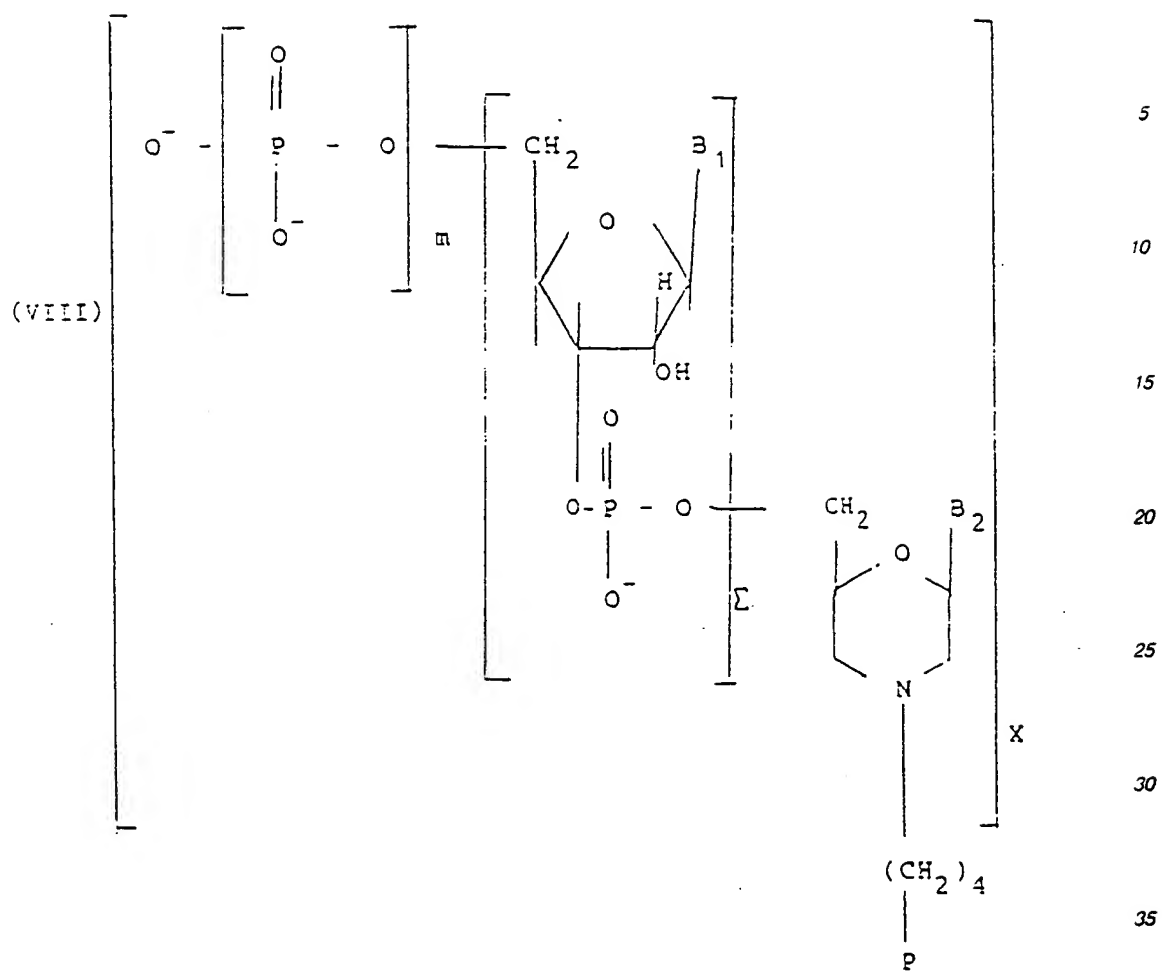 O
5
O⁻ - P - O CH₂ B₁
O
O⁻ m
10
H
(VIII)
OH
15
O
O - P - O CH₂ B₂
20
O
O⁻ Σ
25
N
X
30
(CH₂)₄
35
P